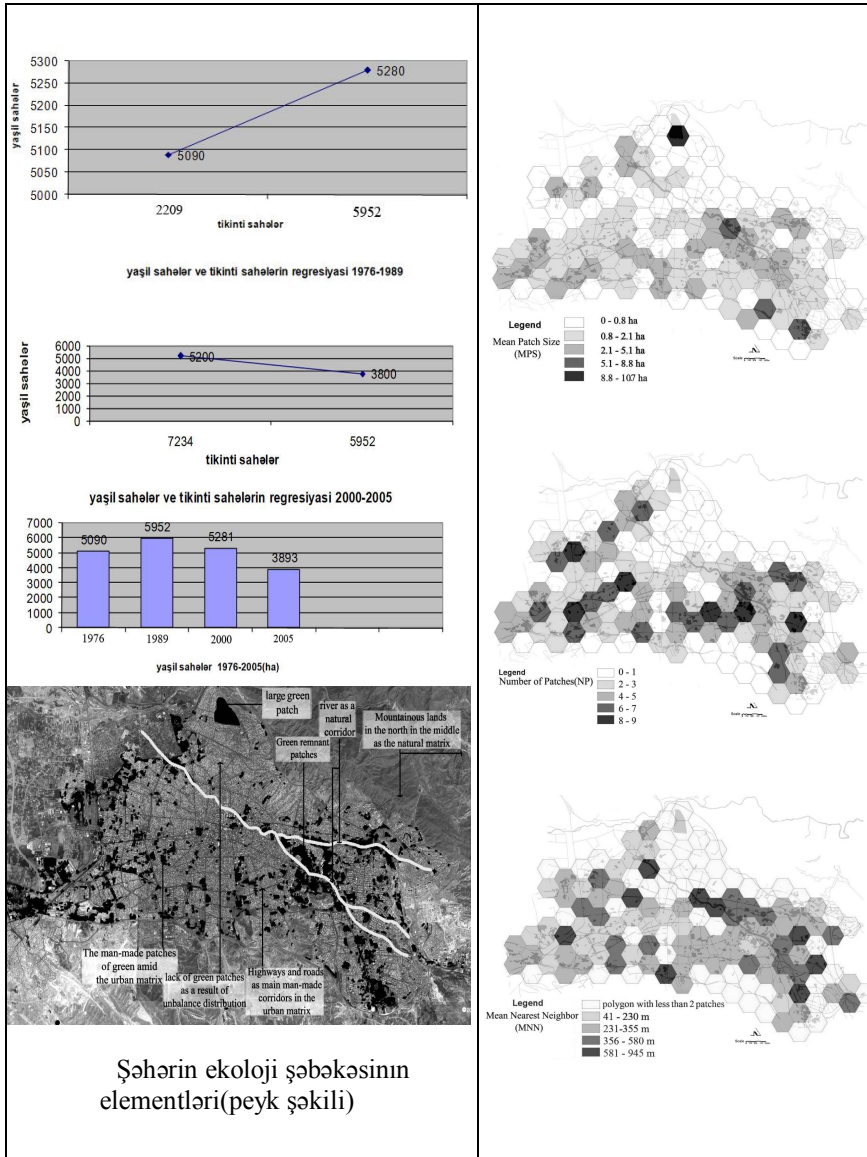 5300
5250
5200
5150
5100
5050
5000
yaşil sahələr
5280
5090
2209
5952
tikinti sahələr
yaşil sahələr ve tikinti sahələrin regresiyasi 1976-1989
6000
5000
4000
3000
2000
1000
0
yaşil sahələr
5200
3800
7234
5952
tikinti sahələr
yaşil sahələr ve tikinti sahələrin regresiyasi 2000-2005
7000
6000
5000
4000
3000
2000
1000
0
5090
5952
5281
3893
1976
1989
2000
2005
yaşil sahələr 1976-2005(ha)
large green
patch
river as a
natural
corridor
Mountainous lands
in the north in the middle
as the natural matrix
Green remnant
patches
The man-made patches
of green amid
the urban matrix
lack of green patches
as a result of
unbalance distribution
Highways and roads
as main man-made
corridors in the
urban matrix
Şəhərin ekoloji şəbəkəsinin
elementləri(peyk şəkili)
Legend
Mean Patch Size
(MPS)
0 - 0.8 ha
0.8 - 2.1 ha
2.1 - 5.1 ha
5.1 - 8.8 ha
8.8 - 107 ha
N
Scale
Legend
Number of Patches(NP)
0 - 1
2 - 3
4 - 5
6 - 7
8 - 9
N
Scale
Legend
Mean Nearest Neighbor
(MNN)
polygon with less than 2 patches
41 - 230 m
231-355 m
356 - 580 m
581 - 945 m
N
Scale